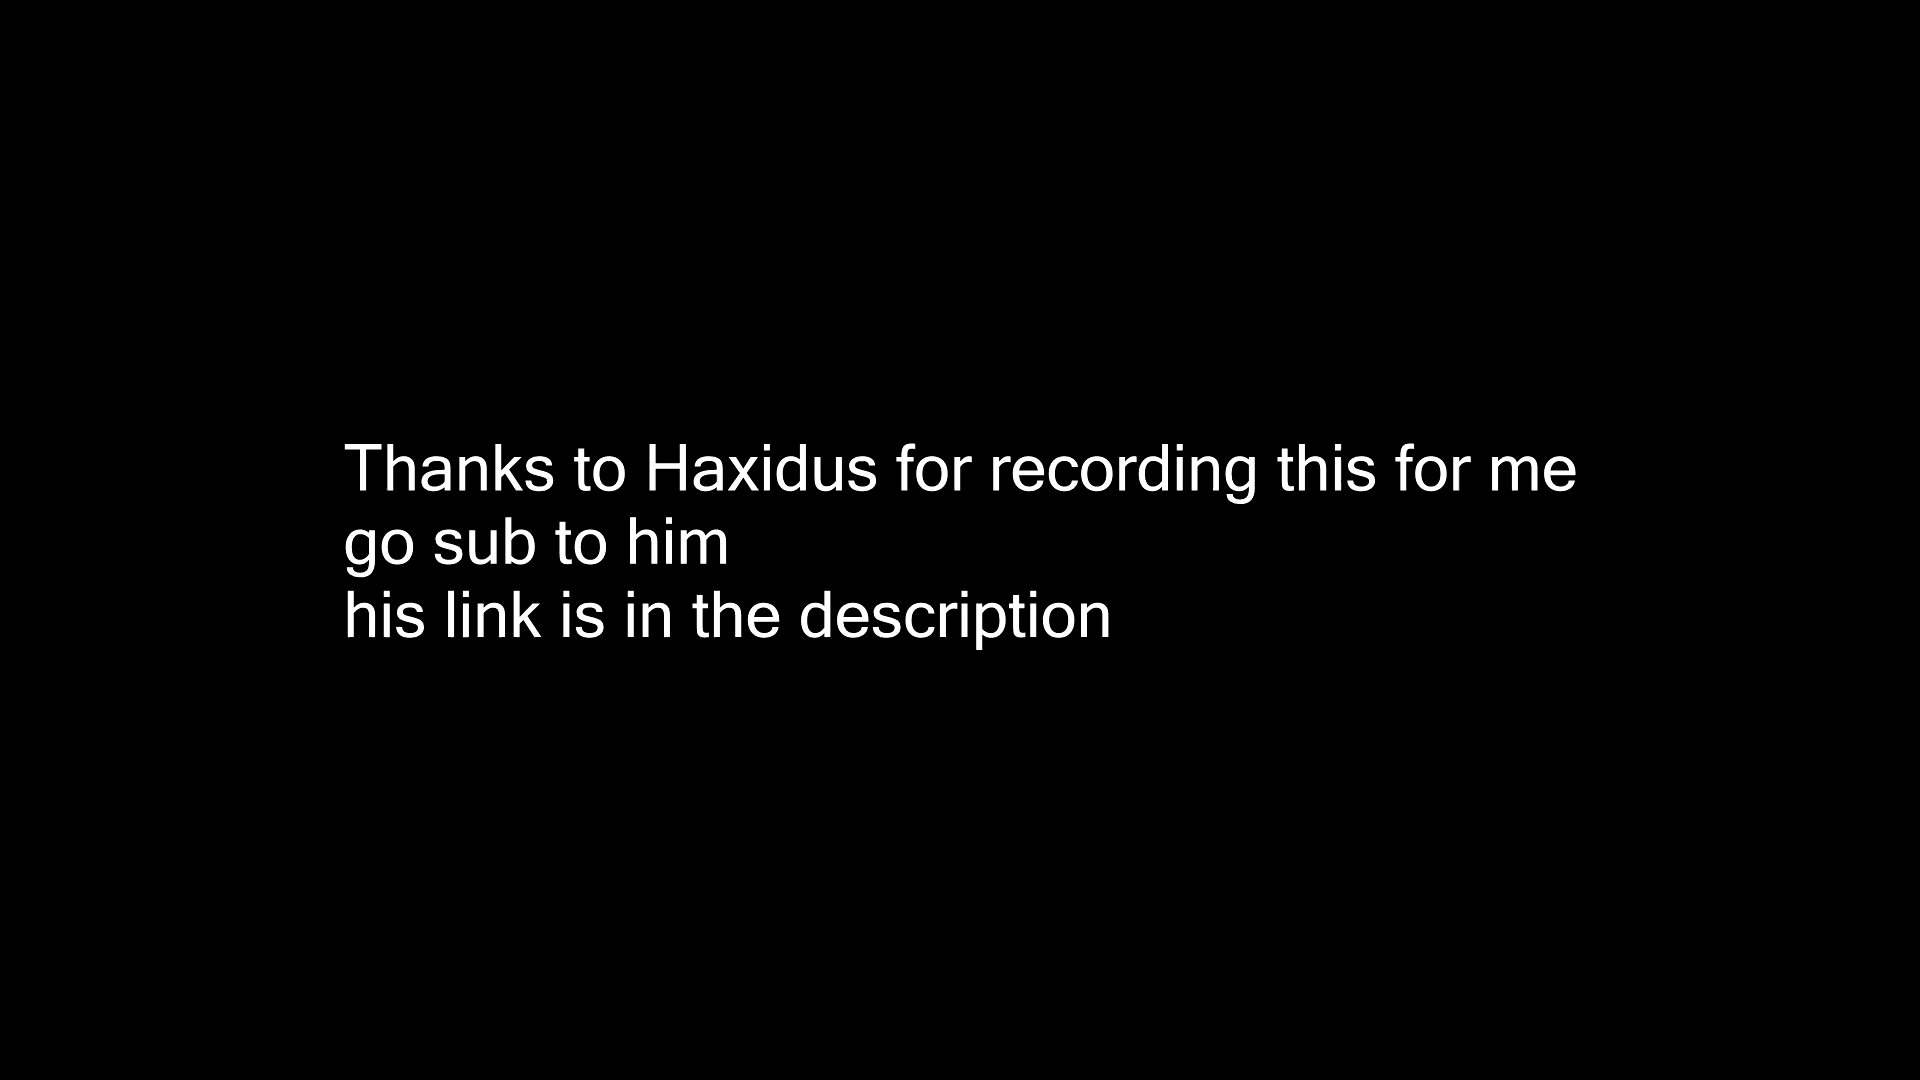 Thanks to Haxidus for recording this for me
go sub to him
his link is in the description